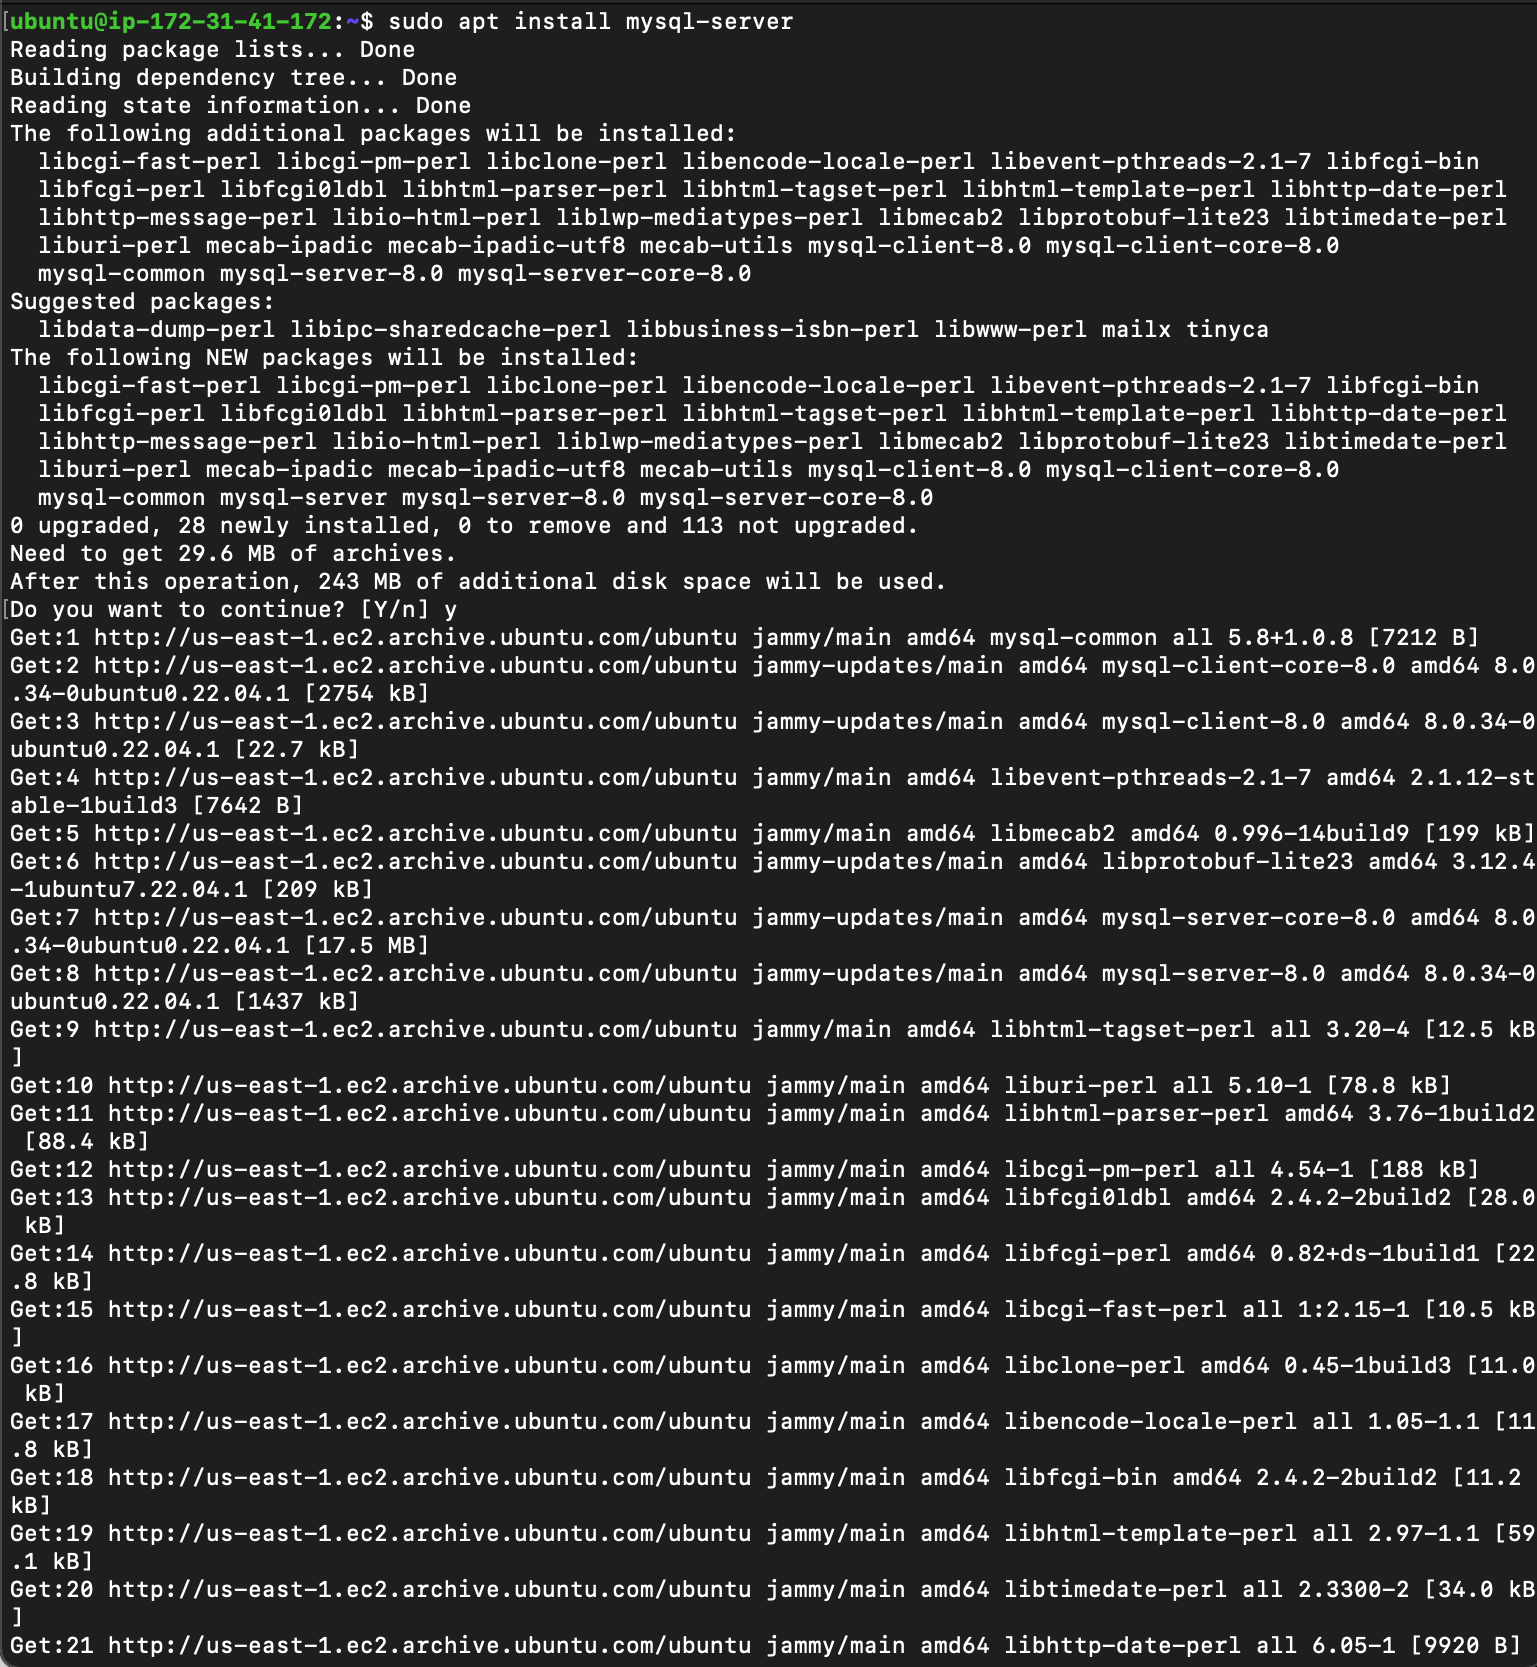 ubuntu@ip-172-31-41-172:~$ sudo apt install mysql-server
Reading package lists... Done
Building dependency tree... Done
Reading state information... Done
The following additional packages will be installed:
  libcgi-fast-perl libcgi-pm-perl libclone-perl libencode-locale-perl libevent-pthreads-2.1-7 libfcgi-bin
  libfcgi-perl libfcgi0ldbl libhtml-parser-perl libhtml-tagset-perl libhtml-template-perl libhttp-date-perl
  libhttp-message-perl libio-html-perl liblwp-mediatypes-perl libmecab2 libprotobuf-lite23 libtimedate-perl
  liburi-perl mecab-ipadic mecab-ipadic-utf8 mecab-utils mysql-client-8.0 mysql-client-core-8.0
  mysql-common mysql-server-8.0 mysql-server-core-8.0
Suggested packages:
  libdata-dump-perl libipc-sharedcache-perl libbusiness-isbn-perl libwww-perl mailx tinyca
The following NEW packages will be installed:
  libcgi-fast-perl libcgi-pm-perl libclone-perl libencode-locale-perl libevent-pthreads-2.1-7 libfcgi-bin
  libfcgi-perl libfcgi0ldbl libhtml-parser-perl libhtml-tagset-perl libhtml-template-perl libhttp-date-perl
  libhttp-message-perl libio-html-perl liblwp-mediatypes-perl libmecab2 libprotobuf-lite23 libtimedate-perl
  liburi-perl mecab-ipadic mecab-ipadic-utf8 mecab-utils mysql-client-8.0 mysql-client-core-8.0
  mysql-common mysql-server mysql-server-8.0 mysql-server-core-8.0
0 upgraded, 28 newly installed, 0 to remove and 113 not upgraded.
Need to get 29.6 MB of archives.
After this operation, 243 MB of additional disk space will be used.
Do you want to continue? [Y/n] y
Get:1 http://us-east-1.ec2.archive.ubuntu.com/ubuntu jammy/main amd64 mysql-common all 5.8+1.0.8 [7212 B]
Get:2 http://us-east-1.ec2.archive.ubuntu.com/ubuntu jammy-updates/main amd64 mysql-client-core-8.0 amd64 8.0
.34-0ubuntu0.22.04.1 [2754 kB]
Get:3 http://us-east-1.ec2.archive.ubuntu.com/ubuntu jammy-updates/main amd64 mysql-client-8.0 amd64 8.0.34-0
ubuntu0.22.04.1 [22.7 kB]
Get:4 http://us-east-1.ec2.archive.ubuntu.com/ubuntu jammy/main amd64 libevent-pthreads-2.1-7 amd64 2.1.12-st
able-1build3 [7642 B]
Get:5 http://us-east-1.ec2.archive.ubuntu.com/ubuntu jammy/main amd64 libmecab2 amd64 0.996-14build9 [199 kB]
Get:6 http://us-east-1.ec2.archive.ubuntu.com/ubuntu jammy-updates/main amd64 libprotobuf-lite23 amd64 3.12.4
-1ubuntu7.22.04.1 [209 kB]
Get:7 http://us-east-1.ec2.archive.ubuntu.com/ubuntu jammy-updates/main amd64 mysql-server-core-8.0 amd64 8.0
.34-0ubuntu0.22.04.1 [17.5 MB]
Get:8 http://us-east-1.ec2.archive.ubuntu.com/ubuntu jammy-updates/main amd64 mysql-server-8.0 amd64 8.0.34-0
ubuntu0.22.04.1 [1437 kB]
Get:9 http://us-east-1.ec2.archive.ubuntu.com/ubuntu jammy/main amd64 libhtml-tagset-perl all 3.20-4 [12.5 kB
]
Get:10 http://us-east-1.ec2.archive.ubuntu.com/ubuntu jammy/main amd64 liburi-perl all 5.10-1 [78.8 kB]
Get:11 http://us-east-1.ec2.archive.ubuntu.com/ubuntu jammy/main amd64 libhtml-parser-perl amd64 3.76-1build2
 [88.4 kB]
Get:12 http://us-east-1.ec2.archive.ubuntu.com/ubuntu jammy/main amd64 libcgi-pm-perl all 4.54-1 [188 kB]
Get:13 http://us-east-1.ec2.archive.ubuntu.com/ubuntu jammy/main amd64 libfcgi0ldbl amd64 2.4.2-2build2 [28.0
 kB]
Get:14 http://us-east-1.ec2.archive.ubuntu.com/ubuntu jammy/main amd64 libfcgi-perl amd64 0.82+ds-1build1 [22
.8 kB]
Get:15 http://us-east-1.ec2.archive.ubuntu.com/ubuntu jammy/main amd64 libcgi-fast-perl all 1:2.15-1 [10.5 kB
]
Get:16 http://us-east-1.ec2.archive.ubuntu.com/ubuntu jammy/main amd64 libclone-perl amd64 0.45-1build3 [11.0
 kB]
Get:17 http://us-east-1.ec2.archive.ubuntu.com/ubuntu jammy/main amd64 libencode-locale-perl all 1.05-1.1 [11
.8 kB]
Get:18 http://us-east-1.ec2.archive.ubuntu.com/ubuntu jammy/main amd64 libfcgi-bin amd64 2.4.2-2build2 [11.2
kB]
Get:19 http://us-east-1.ec2.archive.ubuntu.com/ubuntu jammy/main amd64 libhtml-template-perl all 2.97-1.1 [59
.1 kB]
Get:20 http://us-east-1.ec2.archive.ubuntu.com/ubuntu jammy/main amd64 libtimedate-perl all 2.3300-2 [34.0 kB
]
Get:21 http://us-east-1.ec2.archive.ubuntu.com/ubuntu jammy/main amd64 libhttp-date-perl all 6.05-1 [9920 B]